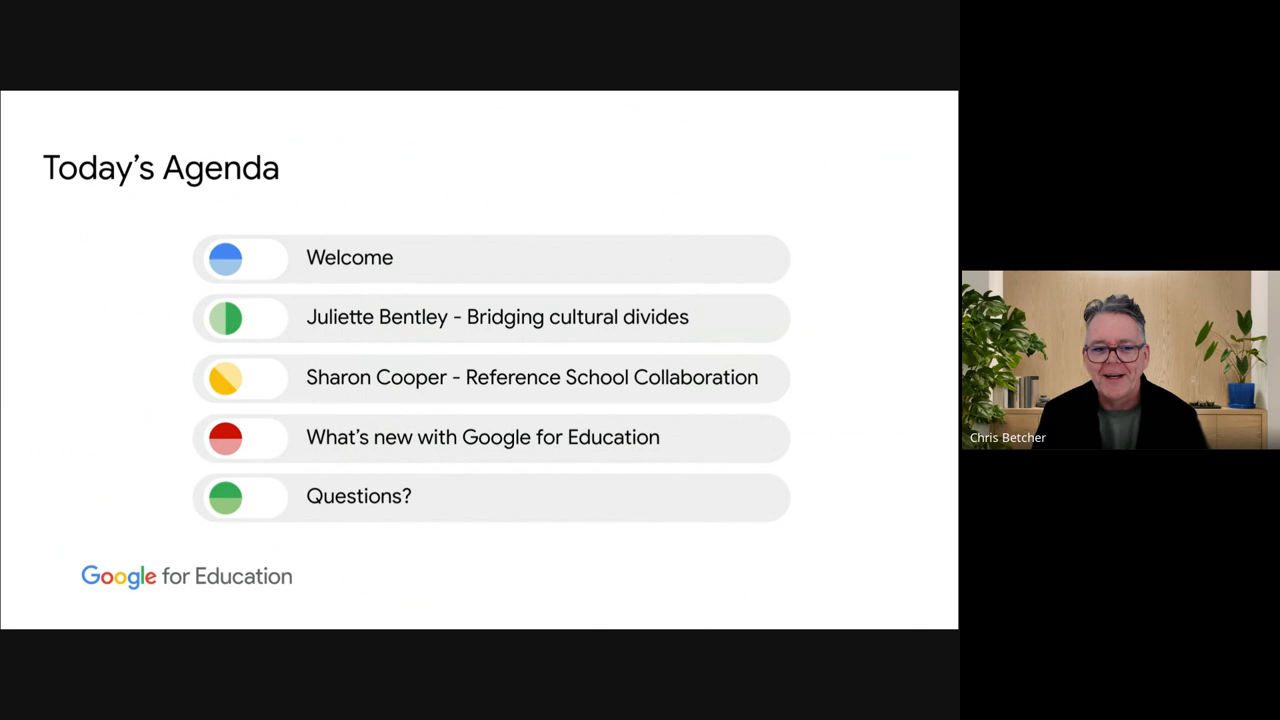 Today’s Agenda
Welcome
Juliette Bentley - Bridging cultural divides
Sharon Cooper - Reference School Collaboration
What’s new with Google for Education
Questions?
Google for Education
Chris Betcher